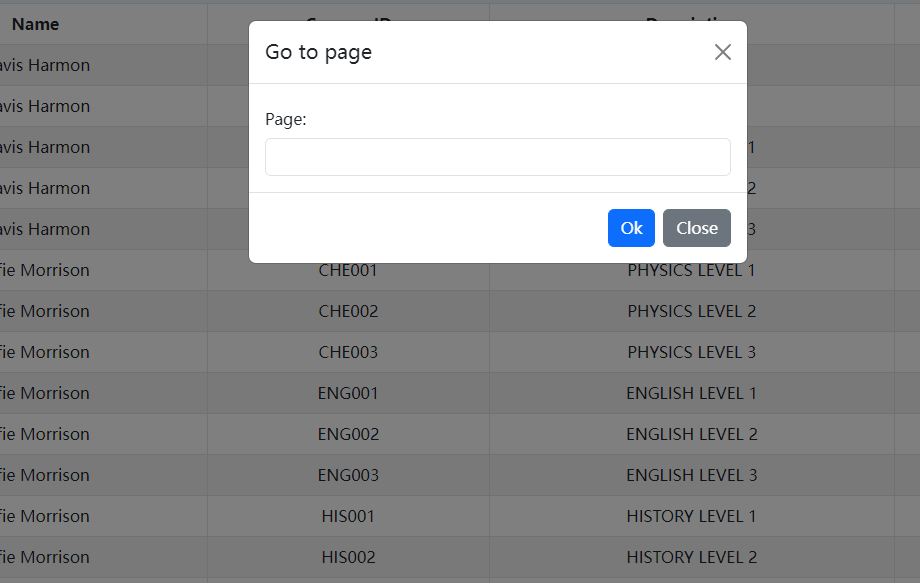 Name
Go to page
avis Harmon
avis Harmon
Page:
avis Harmon 1
avis Harmon 2
avis Harmon 3
Ok Close
fie Morrison CHE001 PHYSICS LEVEL 1
fie Morrison CHE002 PHYSICS LEVEL 2
fie Morrison CHE003 PHYSICS LEVEL 3
fie Morrison ENG001 ENGLISH LEVEL 1
fie Morrison ENG002 ENGLISH LEVEL 2
fie Morrison ENG003 ENGLISH LEVEL 3
fie Morrison HIS001 HISTORY LEVEL 1
fie Morrison HIS002 HISTORY LEVEL 2